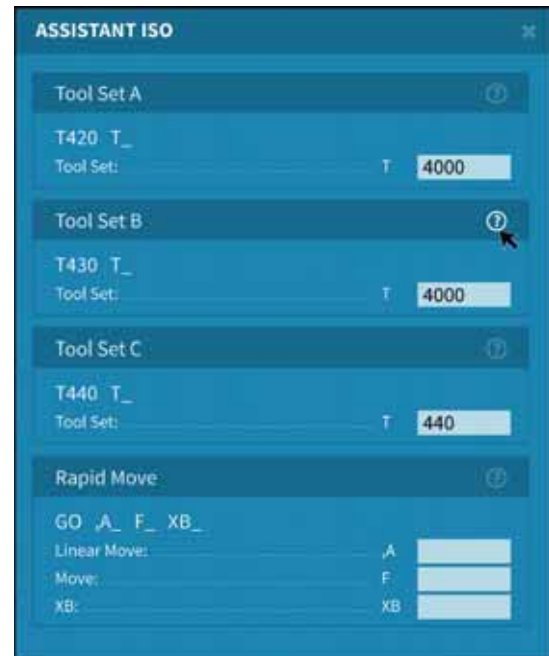 ASSISTANT ISO
Tool Set A
T420 T_
Tool Set: T 4000
Tool Set B
T430 T_
Tool Set: T 4000
Tool Set C
T440 T_
Tool Set: T 440
Rapid Move
GO ,A_ F_ XB_
Linear Move: ,A
Move: F
XB: XB